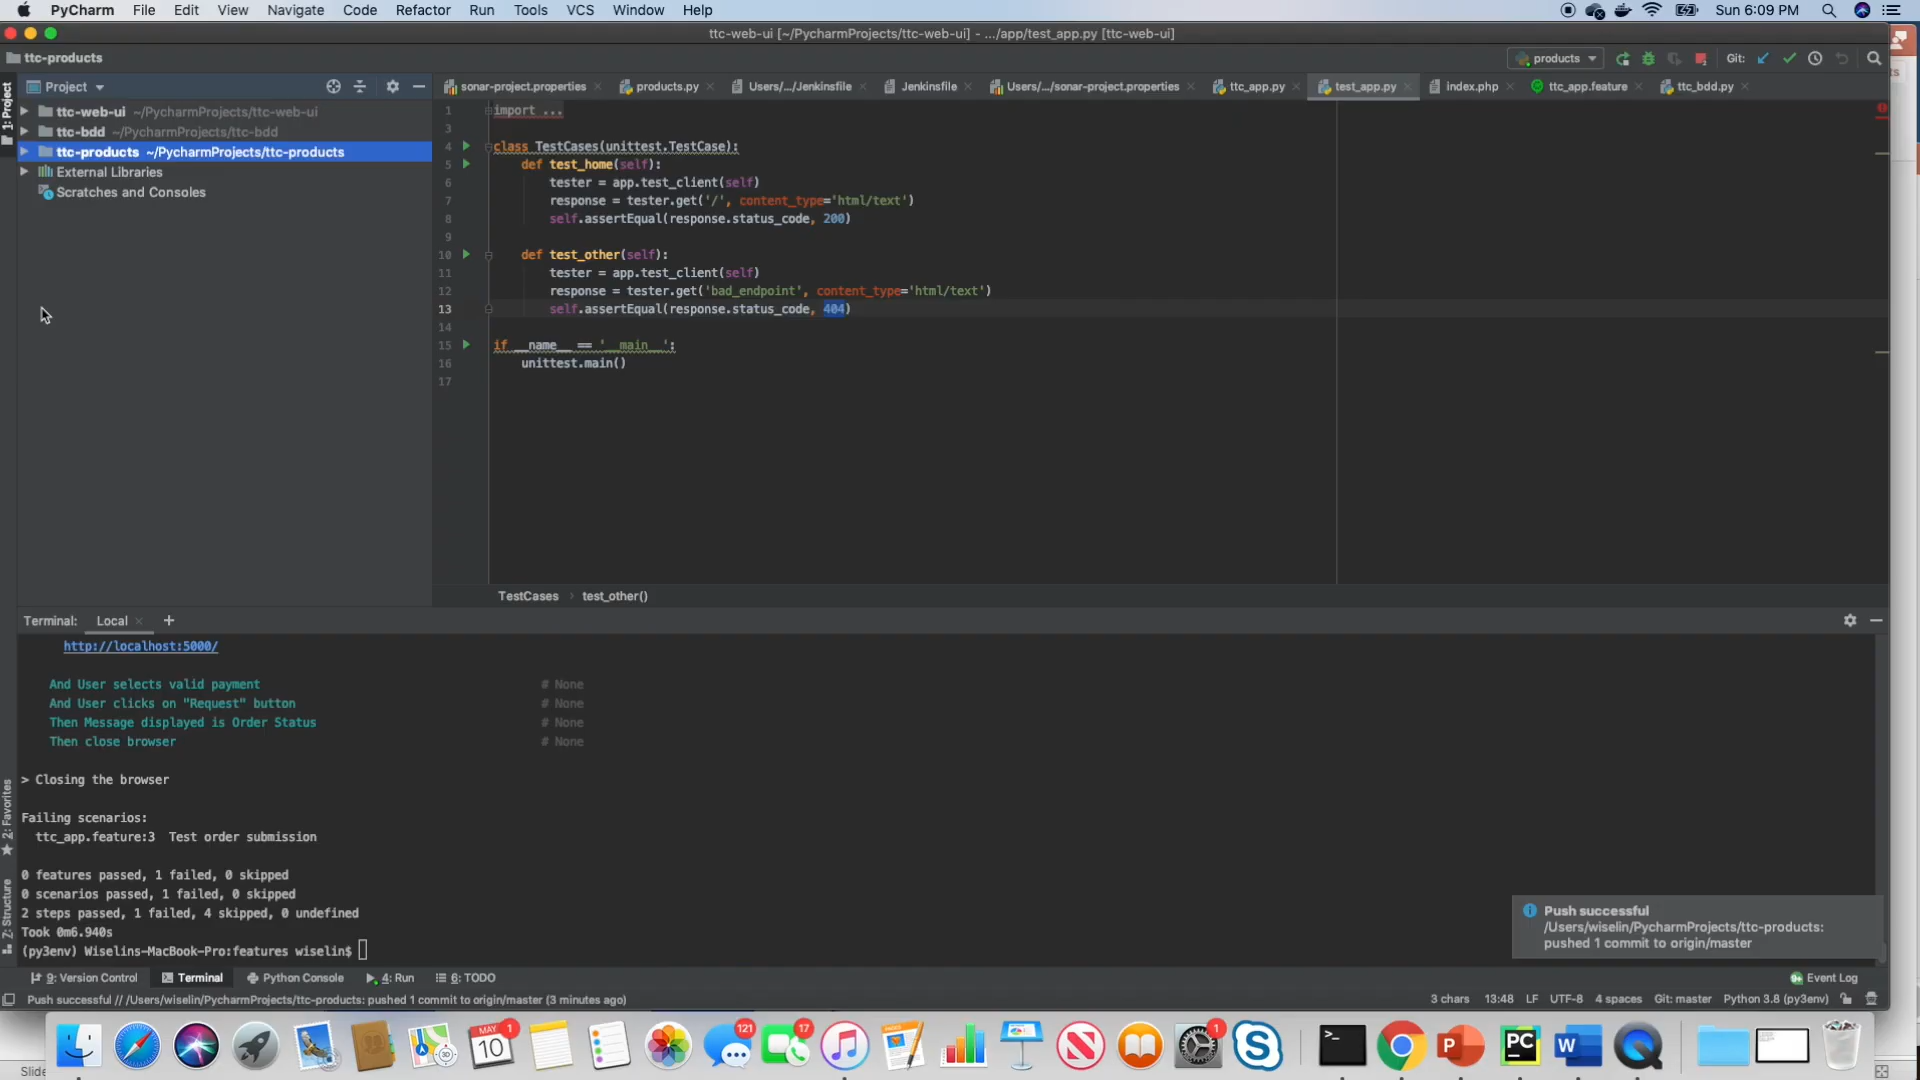 PyCharm File Edit View Navigate Code Refactor Run Tools VCS Window Help Sun 6:09 PM
ttc-web-ui [~/PycharmProjects/ttc-web-ui] - .../app/test_app.py [ttc-web-ui]
ttc-products products Git:
Project sonar-project.properties products.py Users/.../Jenkinsfile Jenkinsfile Users/.../sonar-project.properties ttc_app.py test_app.py index.php ttc_app.feature ttc_bdd.py
1: Project
ttc-web-ui ~/PycharmProjects/ttc-web-ui
ttc-bdd ~/PycharmProjects/ttc-bdd
ttc-products ~/PycharmProjects/ttc-products
External Libraries
Scratches and Consoles
1 import ...
3
4 class TestCases(unittest.TestCase):
5 def test_home(self):
6 tester = app.test_client(self)
7 response = tester.get('/', content_type='html/text')
8 self.assertEqual(response.status_code, 200)
9
10 def test_other(self):
11 tester = app.test_client(self)
12 response = tester.get('bad_endpoint', content_type='html/text')
13 self.assertEqual(response.status_code, 404)
14
15 if __name__ == '__main__':
16 unittest.main()
17
TestCases › test_other()
Terminal: Local +
http://localhost:5000/
And User selects valid payment # None
And User clicks on "Request" button # None
Then Message displayed is Order Status # None
Then close browser # None
> Closing the browser
Failing scenarios:
ttc_app.feature:3 Test order submission
0 features passed, 1 failed, 0 skipped
0 scenarios passed, 1 failed, 0 skipped
2 steps passed, 1 failed, 4 skipped, 0 undefined
Took 0m6.940s
(py3env) Wiselins-MacBook-Pro:features wiselin$
2: Favorites
7: Structure
Push successful
/Users/wiselin/PycharmProjects/ttc-products:
pushed 1 commit to origin/master
9: Version Control Terminal Python Console 4: Run 6: TODO Event Log
Push successful // /Users/wiselin/PycharmProjects/ttc-products: pushed 1 commit to origin/master (3 minutes ago) 3 chars 13:48 LF UTF-8 4 spaces Git: master Python 3.8 (py3env)
MAY 10 1 121 17 1 P PC W
Slide